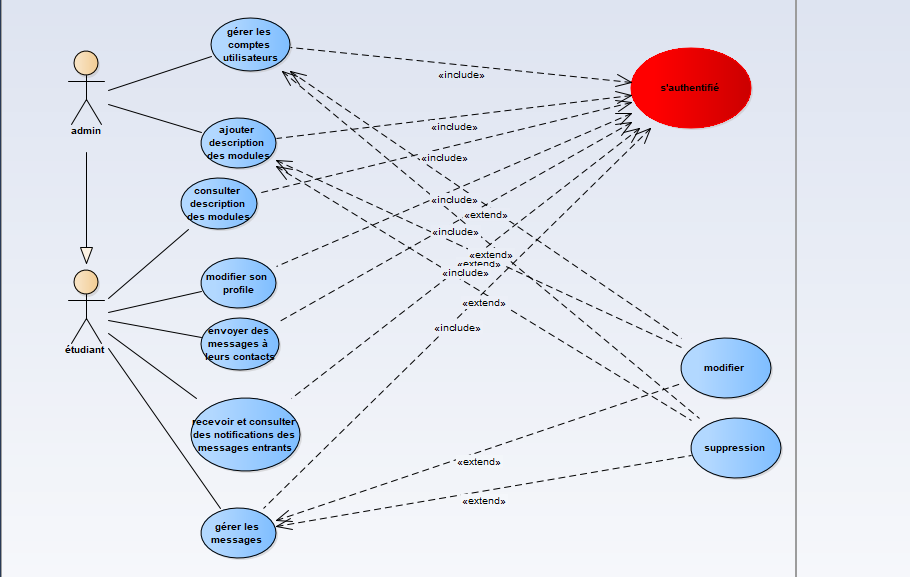 gérer les
comptes
utilisateurs
«include»
s'authentifié
admin
ajouter
description
des modules
«include»
«include»
consulter
description
des modules
«include»
«extend»
«include»
«extend»
«extend»
«include»
modifier son
profile
«extend»
étudiant
envoyer des
messages à
leurs contacts
«include»
modifier
recevoir et consulter
des notifications des
messages entrants
suppression
«extend»
«extend»
gérer les
messages